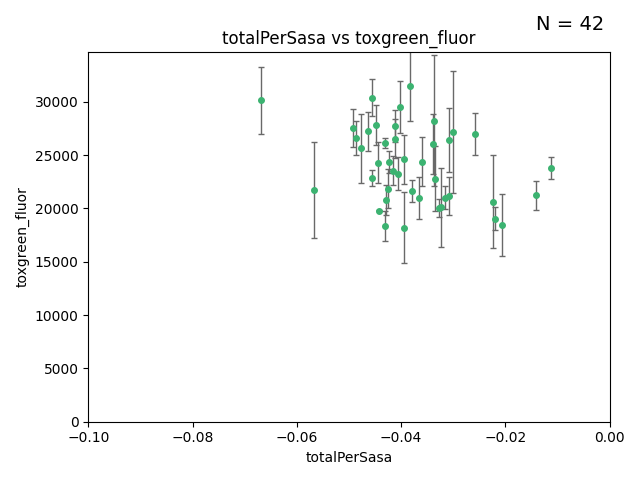 N = 42
totalPerSasa vs toxgreen_fluor
30000
25000
20000
15000
10000
5000
0
toxgreen_fluor
−0.10 −0.08 −0.06 −0.04 −0.02 0.00
totalPerSasa